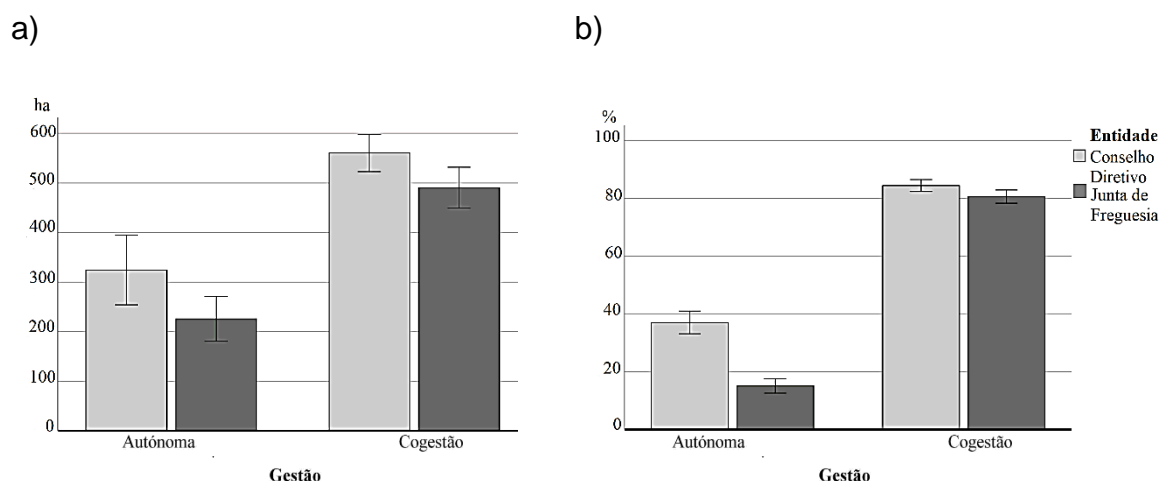 a)
ha
600
500
400
300
200
100
0
Autónoma
Cogestão
Gestão
b)
%
100
80
60
40
20
0
Autónoma
Cogestão
Gestão
Entidade
Conselho
Diretivo
Junta de
Freguesia